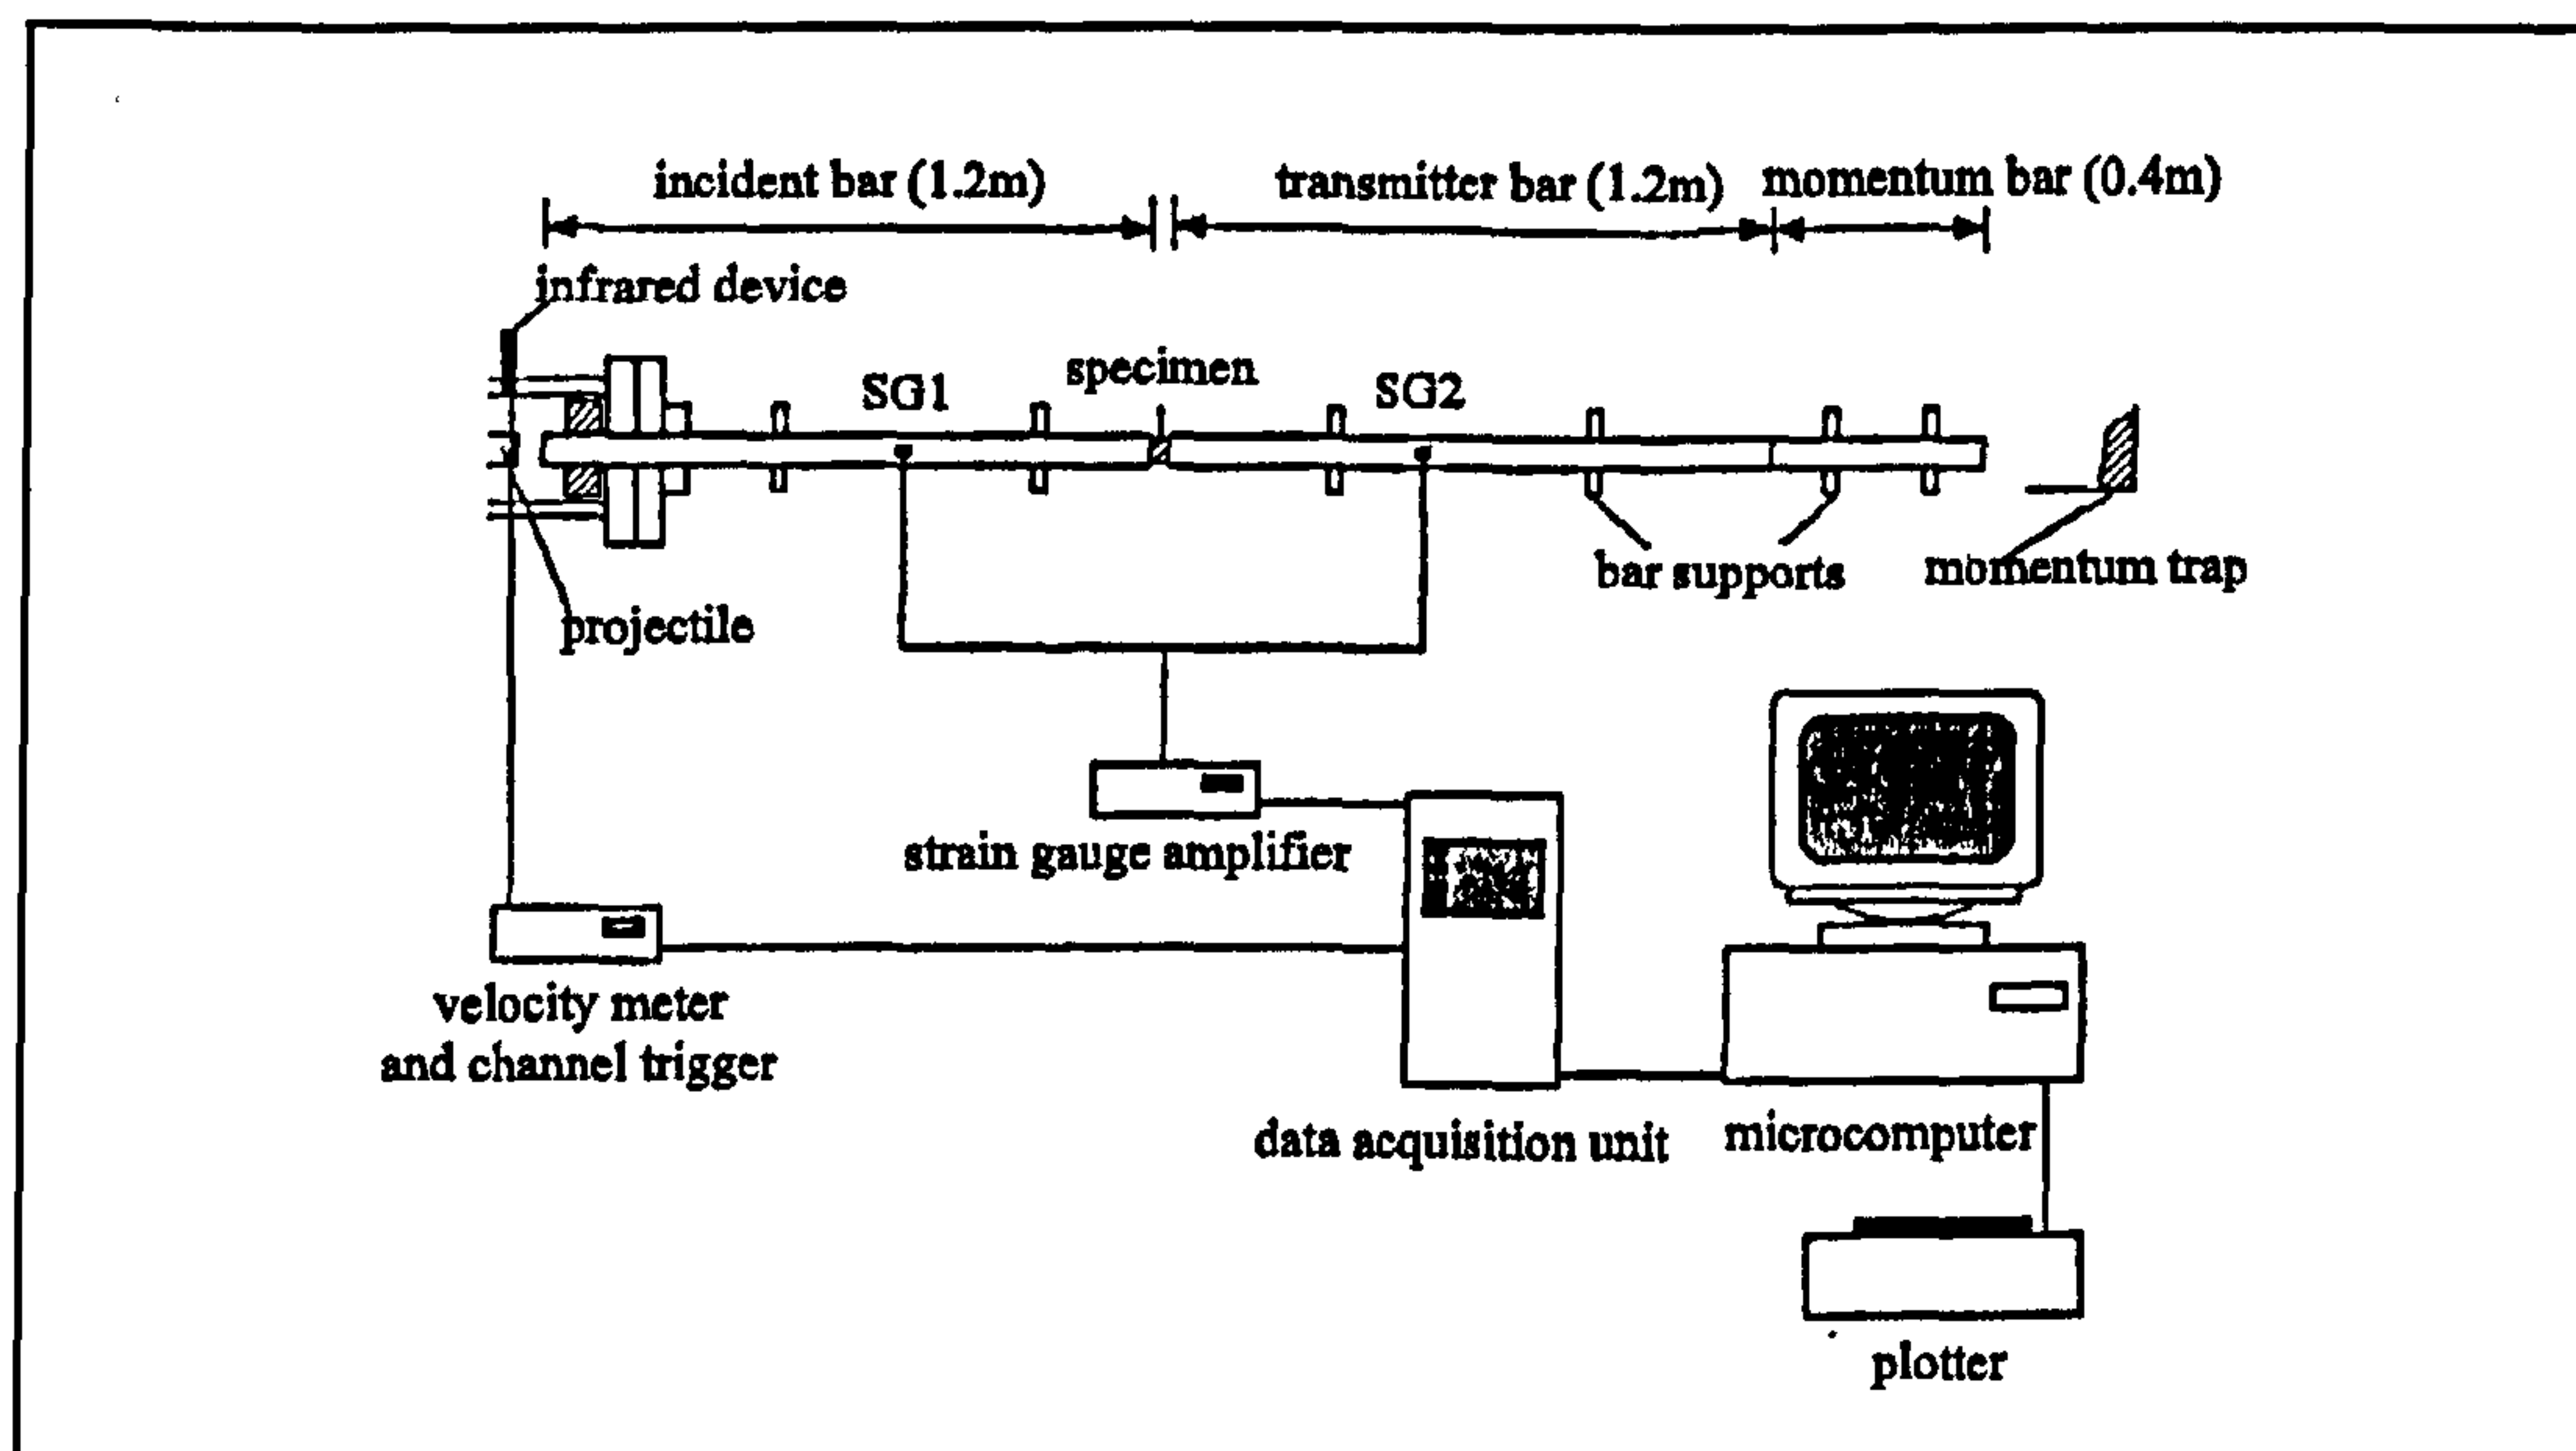 incident bar (1.2m)
transmitter bar (1.2m)
momentum bar (0.4m)
infrared device
SG1
specimen
SG2
bar supports
momentum trap
projectile
strain gauge amplifier
velocity meter
and channel trigger
data acquisition unit
microcomputer
plotter